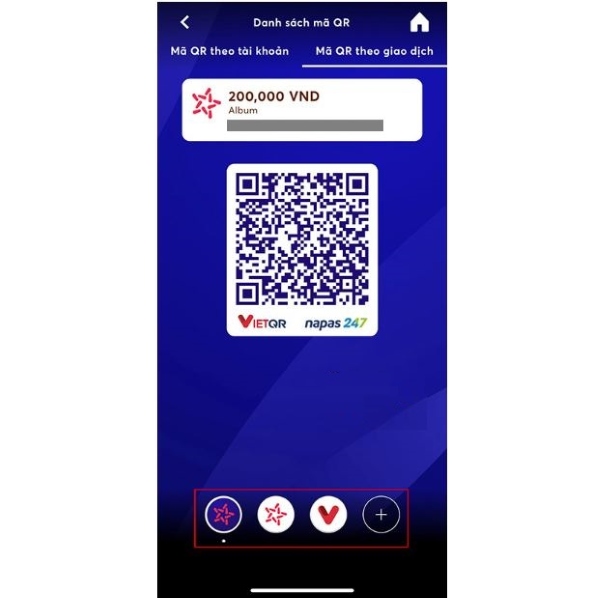 Danh sách mã QR
Mã QR theo tài khoản
Mã QR theo giao dịch
200,000 VND
Album
VIETQR
napas 247